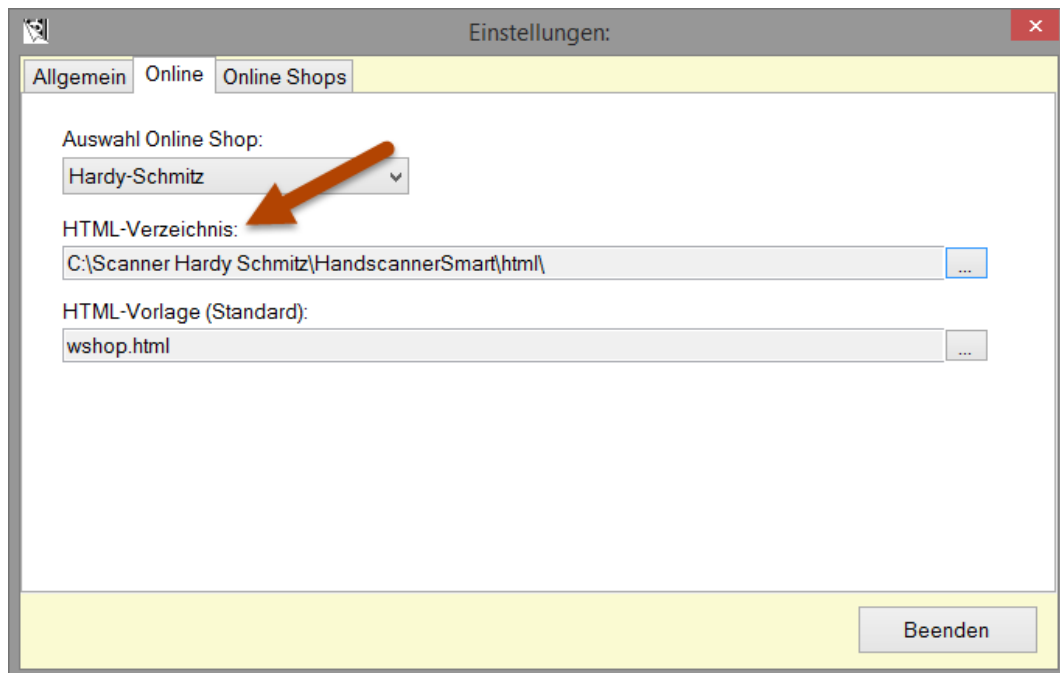 Einstellungen:
Allgemein Online Online Shops
Auswahl Online Shop:
Hardy-Schmitz
HTML-Verzeichnis:
C:\Scanner Hardy Schmitz\HandscannerSmart\html\ ...
HTML-Vorlage (Standard):
wshop.html ...
Beenden